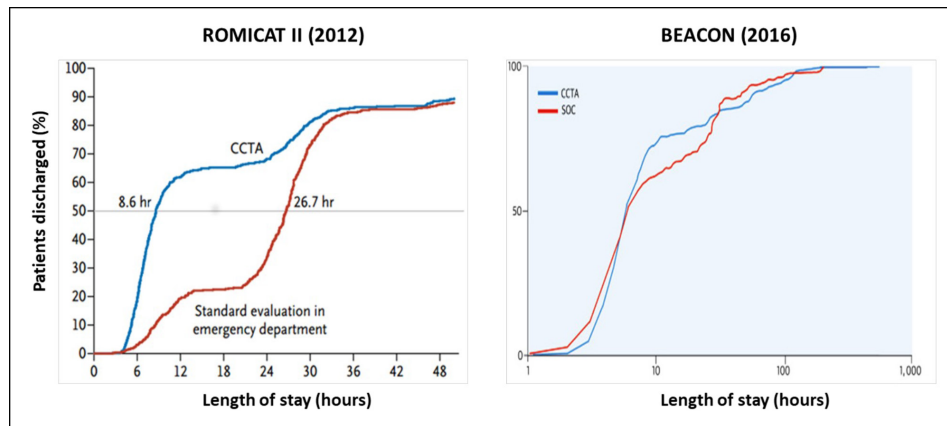 ROMICAT II (2012)
BEACON (2016)
Patients discharged (%)
100
90
80
70
60
50
40
30
20
10
0
CCTA
8.6 hr
26.7 hr
Standard evaluation in
emergency department
0 6 12 18 24 30 36 42 48
Length of stay (hours)
100
50
0
CCTA
SOC
1 10 100 1,000
Length of stay (hours)